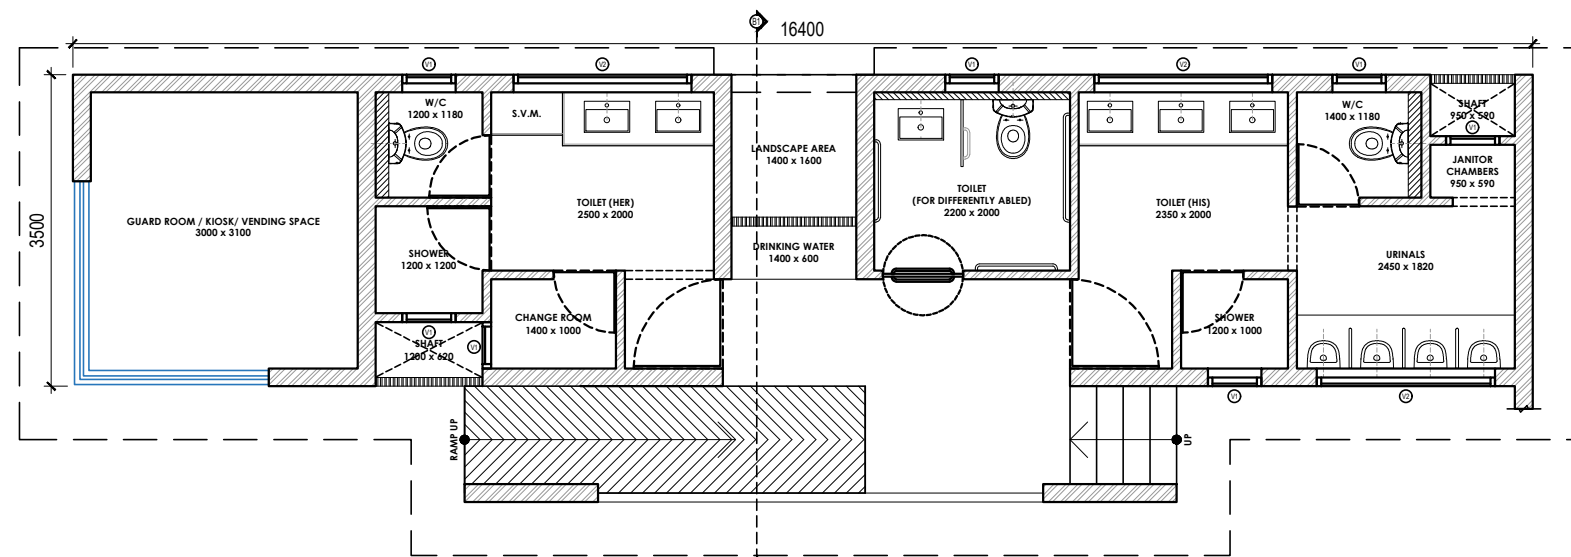 B1
16400
3500
V1
V2
V1
V2
V1
W/C
1200 x 1180
S.V.M.
LANDSCAPE AREA
1400 x 1600
W/C
1400 x 1180
SHAFT
950 x 590
V1
JANITOR
CHAMBERS
950 x 590
GUARD ROOM / KIOSK/ VENDING SPACE
3000 x 3100
TOILET (HER)
2500 x 2000
TOILET
(FOR DIFFERENTLY ABLED)
2200 x 2000
TOILET (HIS)
2350 x 2000
SHOWER
1200 x 1200
DRINKING WATER
1400 x 600
URINALS
2450 x 1820
CHANGE ROOM
1400 x 1000
SHOWER
1200 x 1000
V1
SHAFT
1200 x 620
V1
V1
V2
RAMP UP
UP